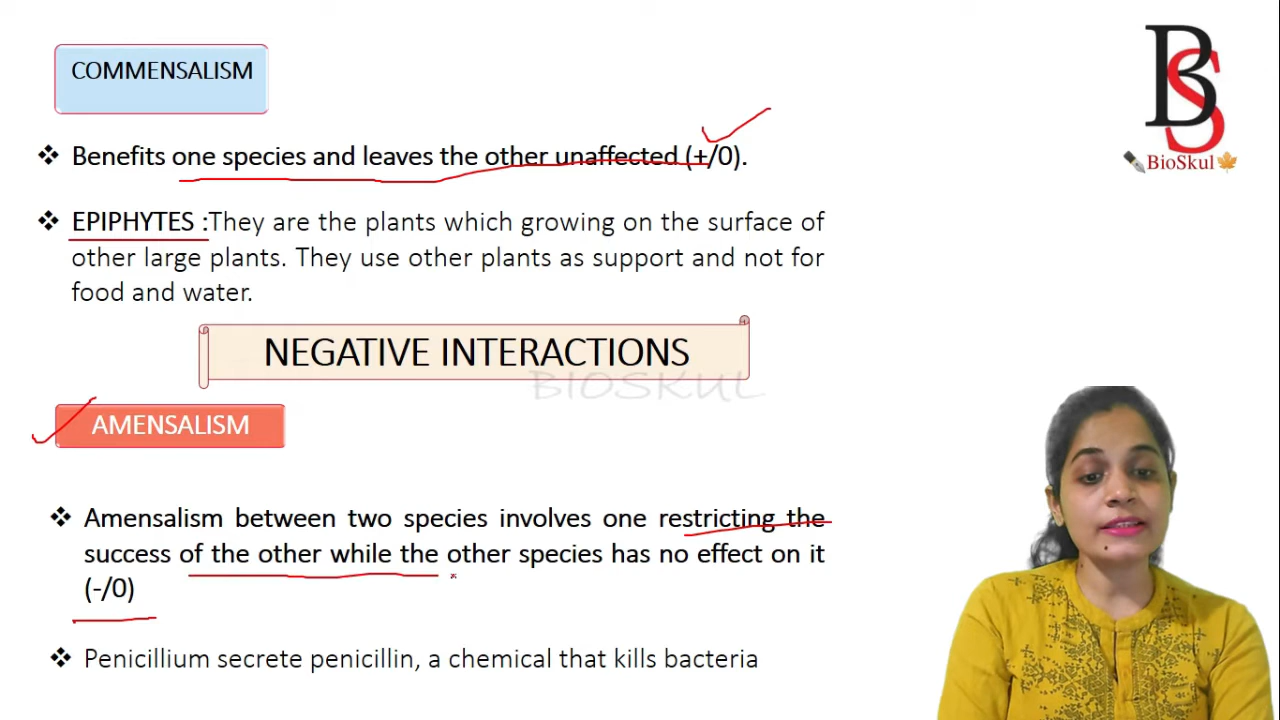 COMMENSALISM
❖ Benefits one species and leaves the other unaffected (+/0).
❖ EPIPHYTES :They are the plants which growing on the surface of
other large plants. They use other plants as support and not for
food and water.
NEGATIVE INTERACTIONS
BIOSKUL
AMENSALISM
❖ Amensalism between two species involves one restricting the
success of the other while the other species has no effect on it
(-/0)
❖ Penicillium secrete penicillin, a chemical that kills bacteria
BS
BioSkul